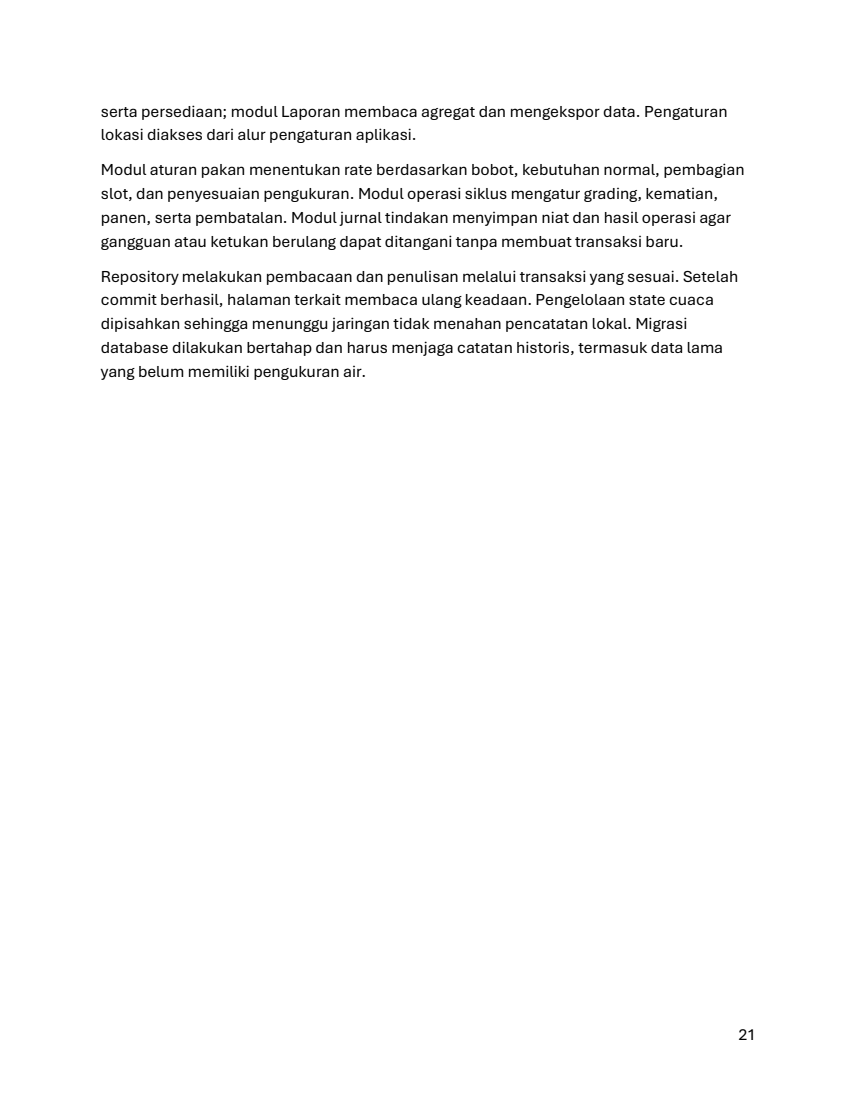 serta persediaan; modul Laporan membaca agregat dan mengekspor data. Pengaturan
lokasi diakses dari alur pengaturan aplikasi.
Modul aturan pakan menentukan rate berdasarkan bobot, kebutuhan normal, pembagian
slot, dan penyesuaian pengukuran. Modul operasi siklus mengatur grading, kematian,
panen, serta pembatalan. Modul jurnal tindakan menyimpan niat dan hasil operasi agar
gangguan atau ketukan berulang dapat ditangani tanpa membuat transaksi baru.
Repository melakukan pembacaan dan penulisan melalui transaksi yang sesuai. Setelah
commit berhasil, halaman terkait membaca ulang keadaan. Pengelolaan state cuaca
dipisahkan sehingga menunggu jaringan tidak menahan pencatatan lokal. Migrasi
database dilakukan bertahap dan harus menjaga catatan historis, termasuk data lama
yang belum memiliki pengukuran air.
21